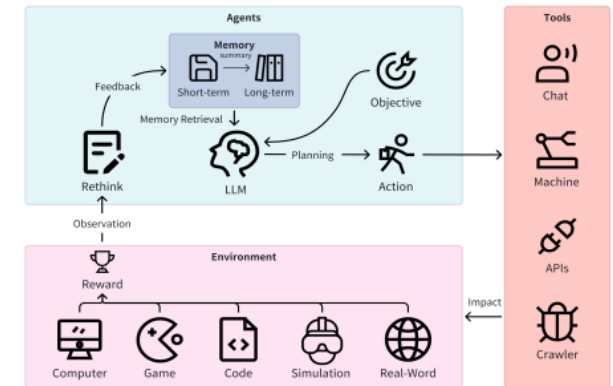 Agents
Tools
Memory
summary
Short-term
Long-term
Feedback
Objective
Chat
Memory Retrieval
Planning
Rethink
LLM
Action
Machine
Observation
Environment
Reward
APIs
Impact
Computer
Game
Code
Simulation
Real-Word
Crawler